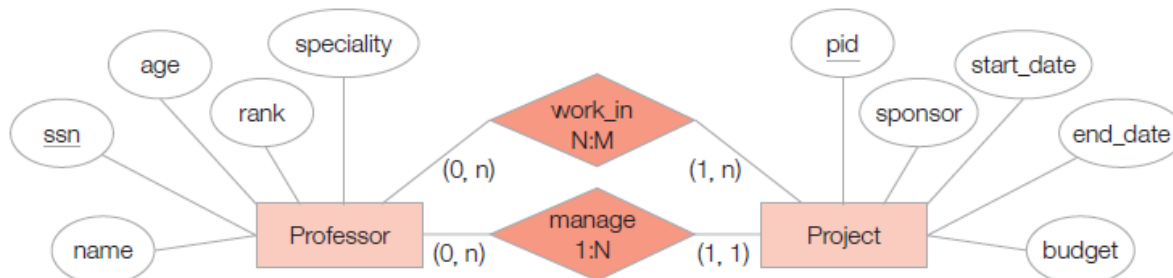 speciality
pid
age
start_date
rank
work_in
N:M
sponsor
ssn
end_date
(0, n)
(1, n)
name
Professor
(0, n)
manage
1:N
(1, 1)
Project
budget